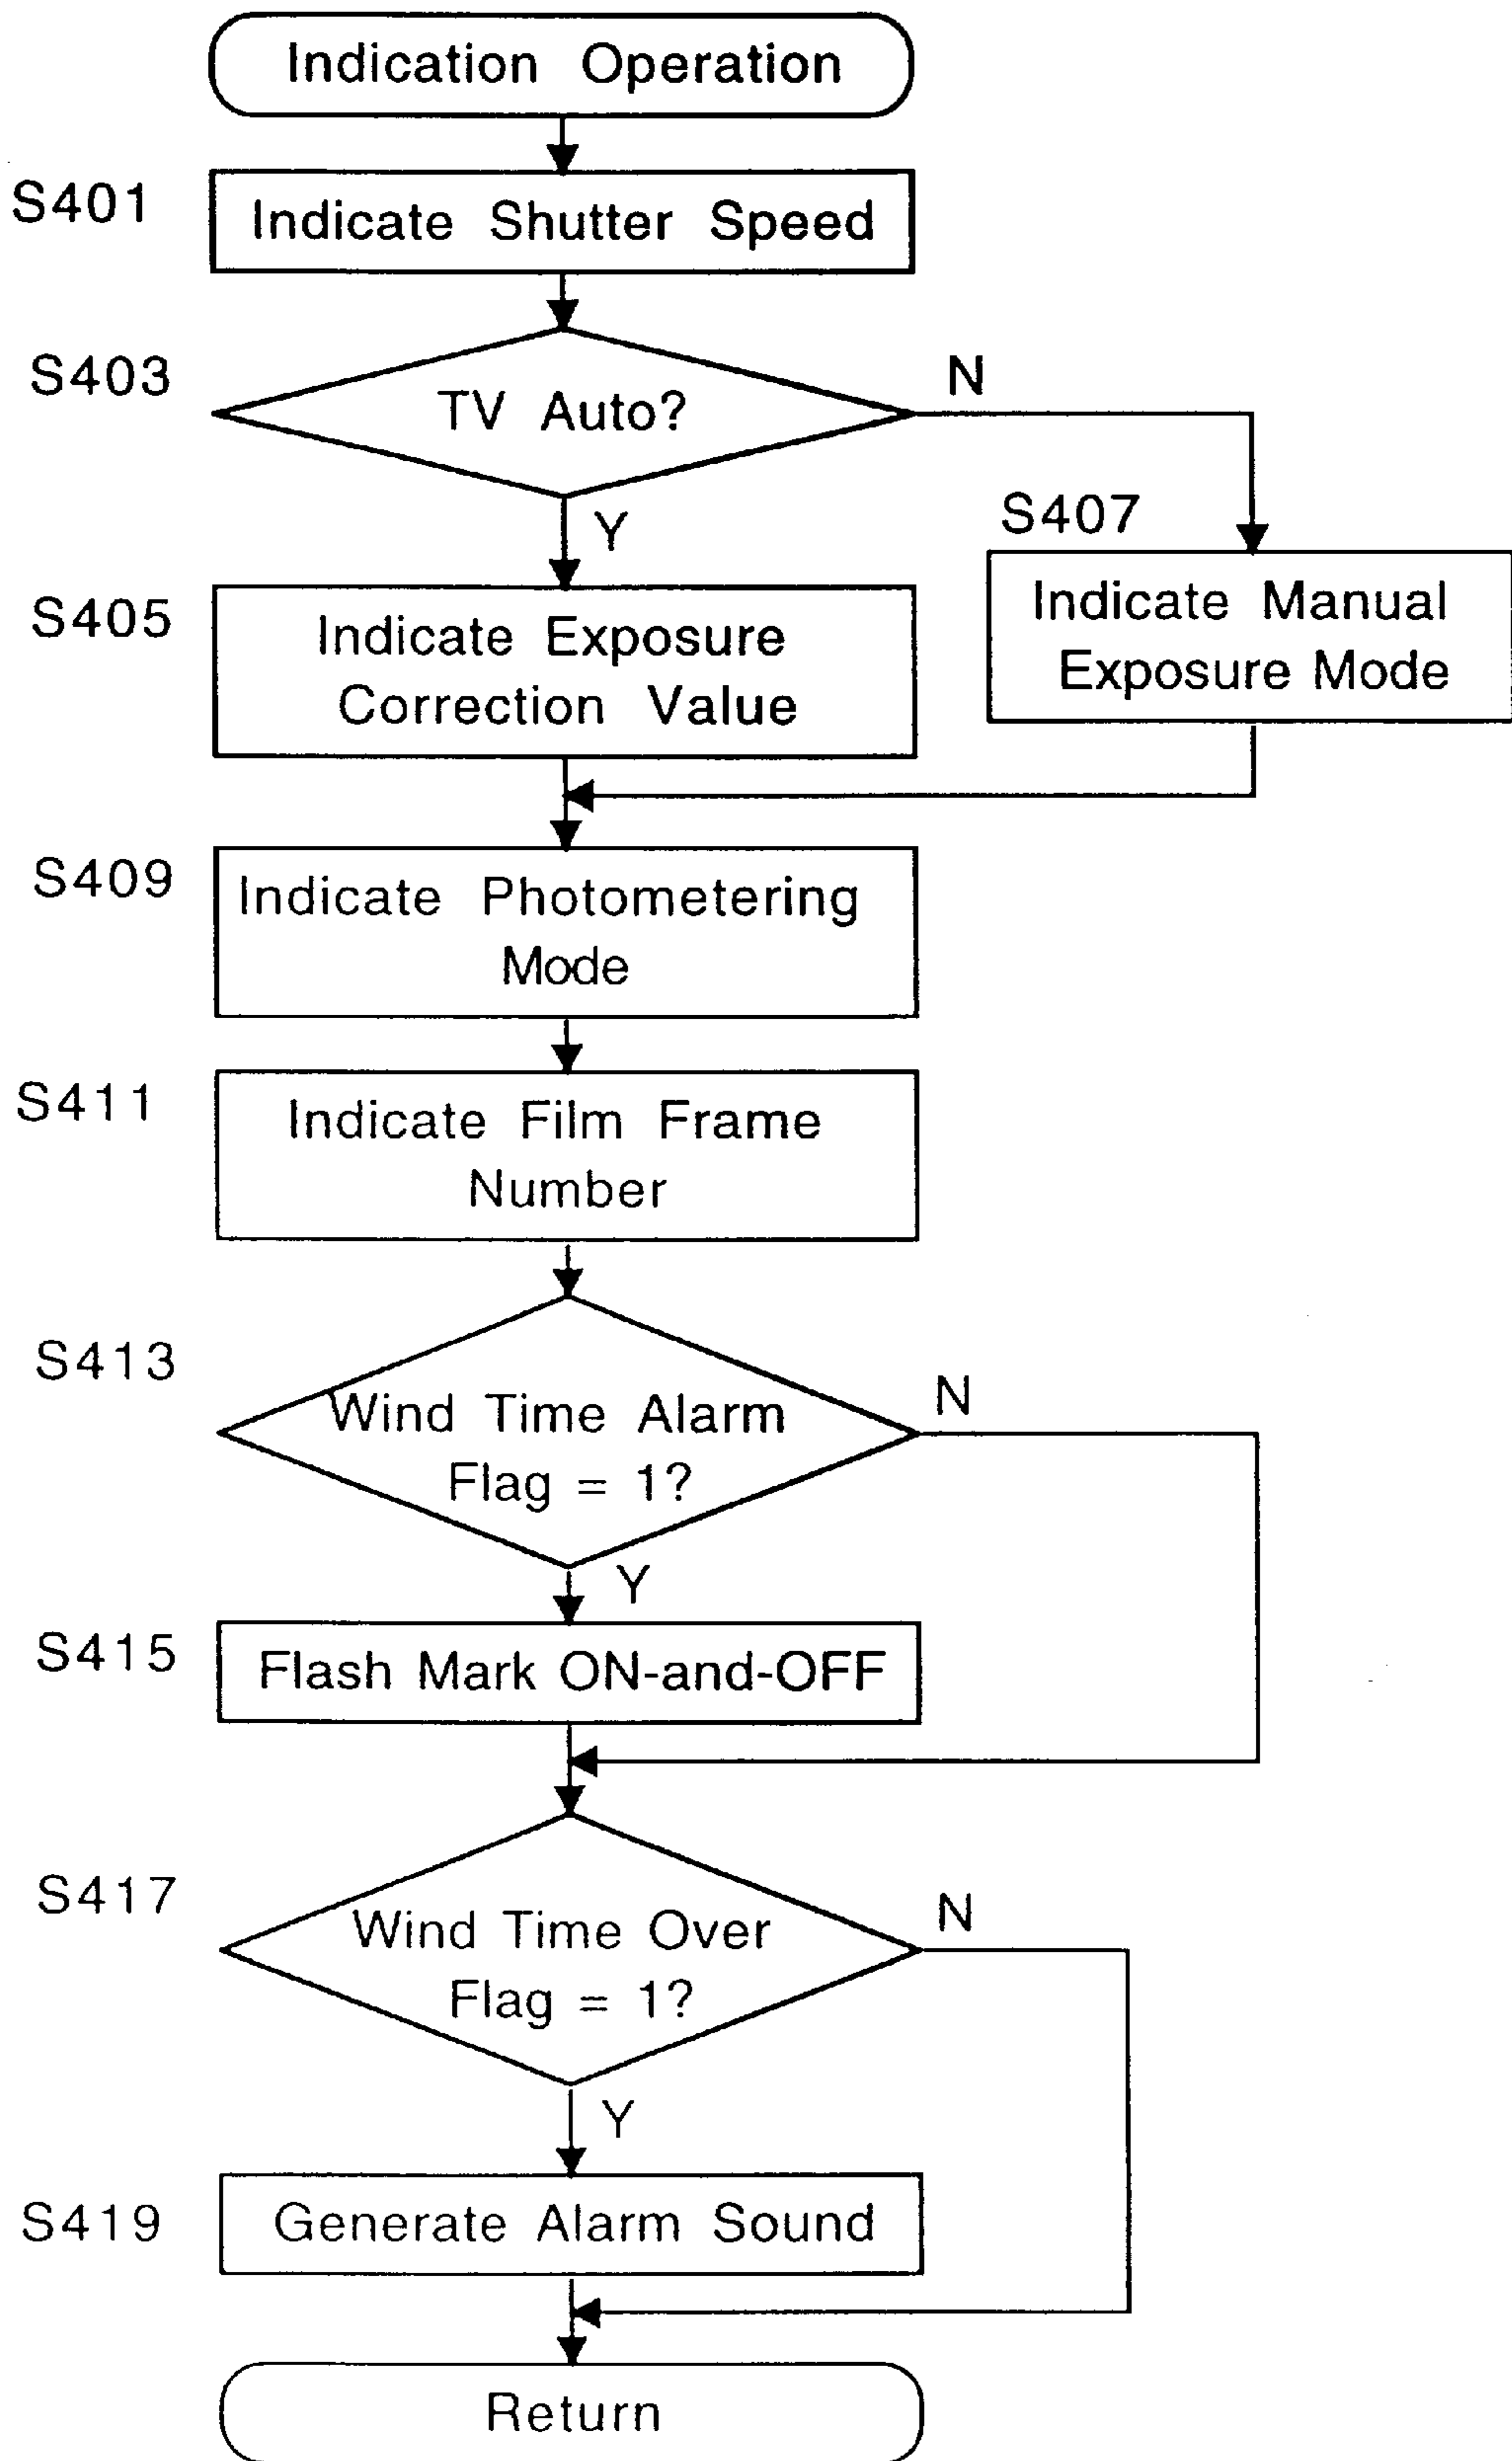 Indication Operation
S401
Indicate Shutter Speed
S403
TV Auto?
N
Y
S407
Indicate Manual
Exposure Mode
S405
Indicate Exposure
Correction Value
S409
Indicate Photometering
Mode
S411
Indicate Film Frame
Number
S413
Wind Time Alarm
Flag = 1?
N
Y
S415
Flash Mark ON-and-OFF
S417
Wind Time Over
Flag = 1?
N
Y
S419
Generate Alarm Sound
Return